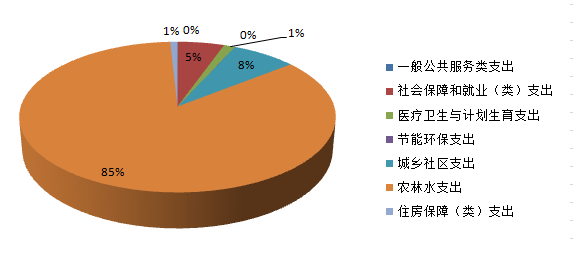 1% 0%
0%
1%
5%
8%
85%
一般公共服务类支出
社会保障和就业（类）支出
医疗卫生与计划生育支出
节能环保支出
城乡社区支出
农林水支出
住房保障（类）支出